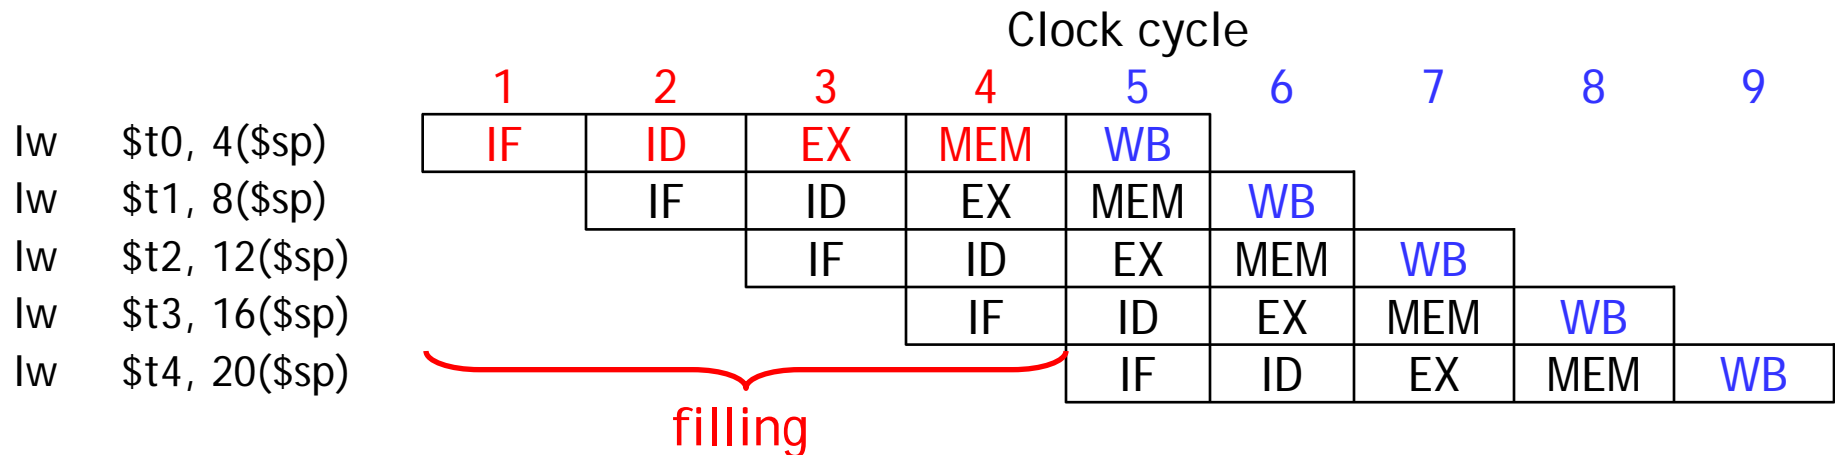 Clock cycle
1 2 3 4 5 6 7 8 9
lw $t0, 4($sp) IF ID EX MEM WB
lw $t1, 8($sp) IF ID EX MEM WB
lw $t2, 12($sp) IF ID EX MEM WB
lw $t3, 16($sp) IF ID EX MEM WB
lw $t4, 20($sp) IF ID EX MEM WB
filling